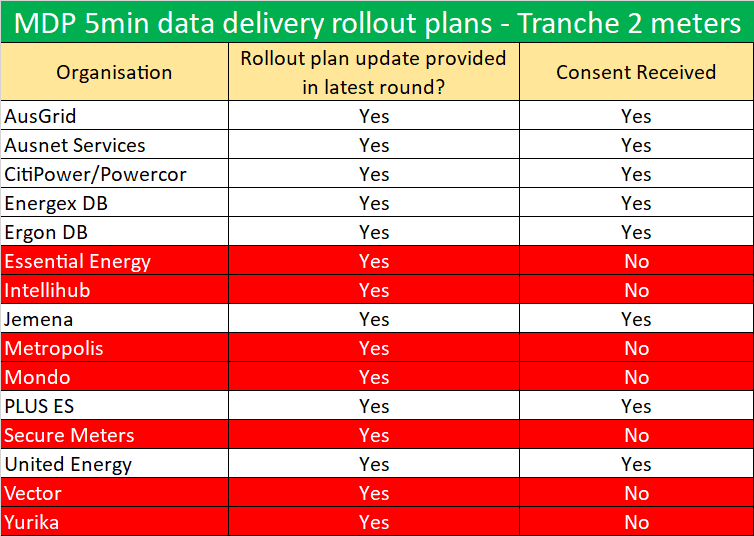 MDP 5min data delivery rollout plans - Tranche 2 meters
Organisation Rollout plan update provided in latest round? Consent Received
AusGrid Yes Yes
Ausnet Services Yes Yes
CitiPower/Powercor Yes Yes
Energex DB Yes Yes
Ergon DB Yes Yes
Essential Energy Yes No
Intellihub Yes No
Jemena Yes Yes
Metropolis Yes No
Mondo Yes No
PLUS ES Yes Yes
Secure Meters Yes No
United Energy Yes Yes
Vector Yes No
Yurika Yes No